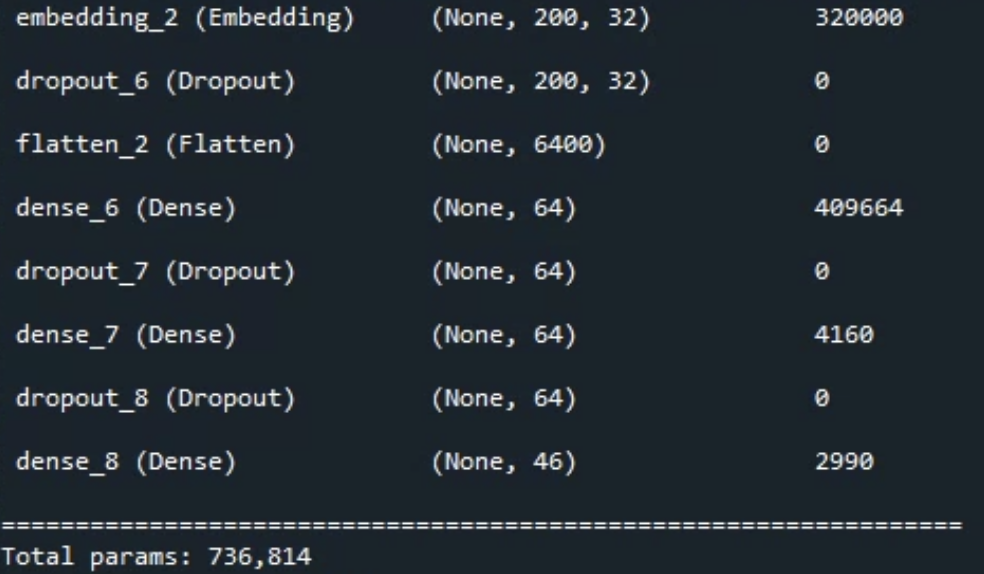 embedding_2 (Embedding) (None, 200, 32) 320000
dropout_6 (Dropout) (None, 200, 32) 0
flatten_2 (Flatten) (None, 6400) 0
dense_6 (Dense) (None, 64) 409664
dropout_7 (Dropout) (None, 64) 0
dense_7 (Dense) (None, 64) 4160
dropout_8 (Dropout) (None, 64) 0
dense_8 (Dense) (None, 46) 2990
=================================================================
Total params: 736,814